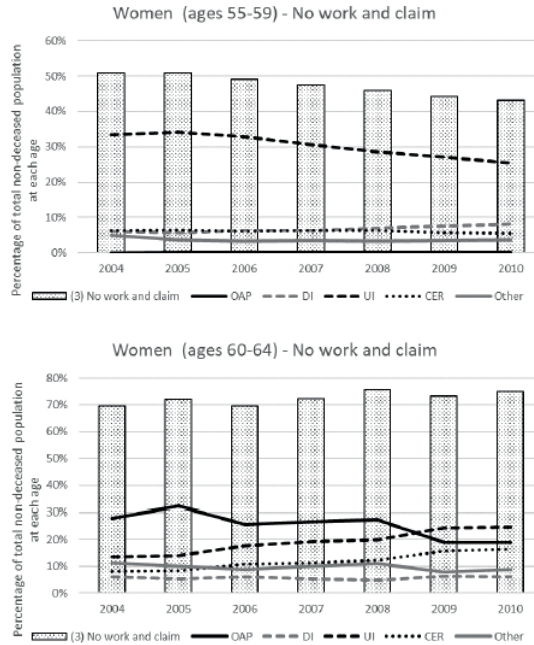 Women (ages 55-59) - No work and claim
Percentage of total non-deceased population
at each age
60%
50%
40%
30%
20%
10%
0%
2004 2005 2006 2007 2008 2009 2010
(3) No work and claim OAP DI UI CER Other
Women (ages 60-64) - No work and claim
Percentage of total non-deceased population
at each age
80%
70%
60%
50%
40%
30%
20%
10%
0%
2004 2005 2006 2007 2008 2009 2010
(3) No work and claim OAP DI UI CER Other